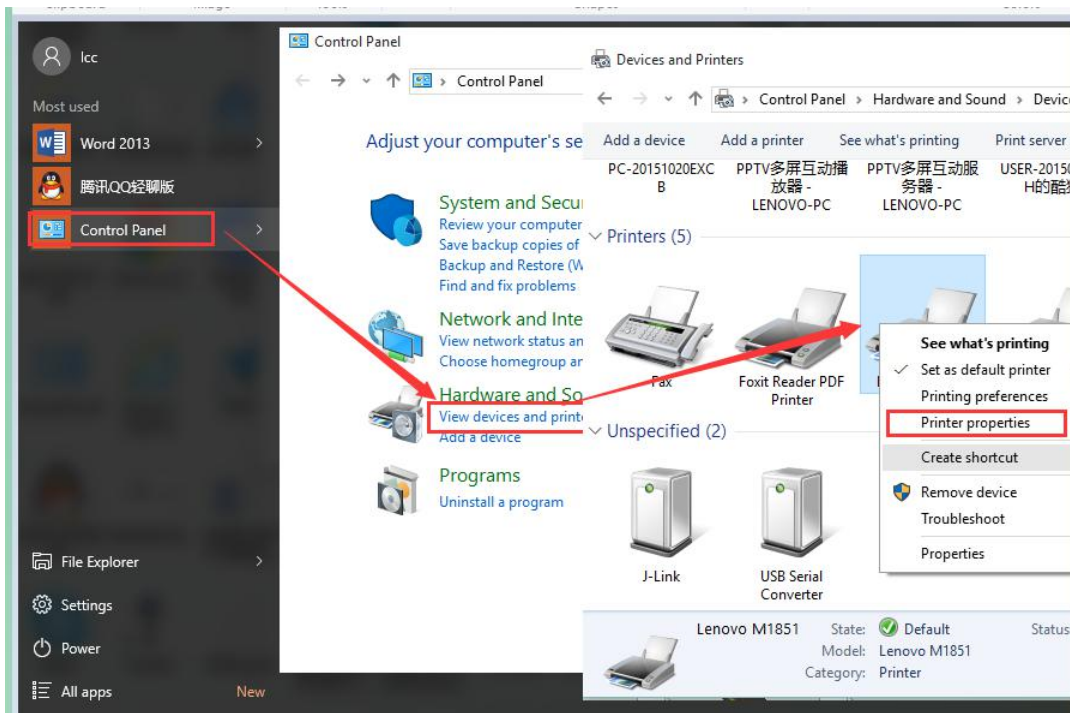 lcc
Most used
Word 2013
腾讯QQ轻聊版
Control Panel
File Explorer
Settings
Power
All apps
New
Control Panel
Control Panel
Adjust your computer's se
System and Secu
Review your computer
Save backup copies of
Backup and Restore (W
Find and fix problems
Network and Inte
View network status an
Choose homegroup an
Hardware and So
View devices and printe
Add a device
Programs
Uninstall a program
Devices and Printers
Control Panel > Hardware and Sound > Device
Add a device
Add a printer
See what's printing
Print server
PC-20151020EXC
B
PPTV多屏互动播
放器 -
LENOVO-PC
PPTV多屏互动服
务器 -
LENOVO-PC
USER-20150
H的酷
Printers (5)
Fax
Foxit Reader PDF
Printer
See what's printing
Set as default printer
Printing preferences
Printer properties
Create shortcut
Remove device
Troubleshoot
Properties
Unspecified (2)
J-Link
USB Serial
Converter
Lenovo M1851
State: Default
Status
Model: Lenovo M1851
Category: Printer